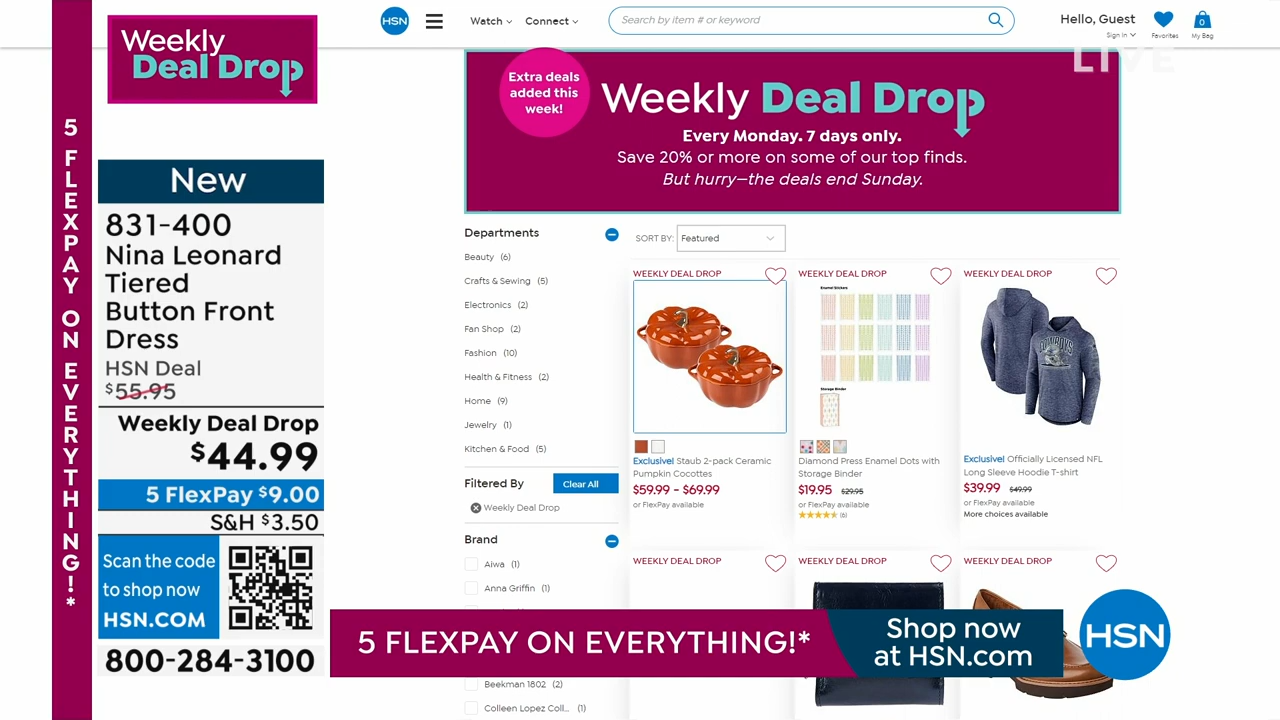 5 FLEXPAY ON EVERYTHING!*
Weekly
Deal Drop
New
831-400
Nina Leonard
Tiered
Button Front
Dress
HSN Deal
$55.95
Weekly Deal Drop
$44.99
5 FlexPay $9.00
S&H $3.50
Scan the code
to shop now
HSN.COM
800-284-3100
HSN
Watch
Connect
Search by item # or keyword
Hello, Guest
Sign In
Favorites
0
My Bag
LIVE
Extra deals
added this
week!
Weekly Deal Drop
Every Monday. 7 days only.
Save 20% or more on some of our top finds.
But hurry—the deals end Sunday.
Departments
Beauty (6)
Crafts & Sewing (5)
Electronics (2)
Fan Shop (2)
Fashion (10)
Health & Fitness (2)
Home (9)
Jewelry (1)
Kitchen & Food (5)
Filtered By
Clear All
Weekly Deal Drop
Brand
Aiwa (1)
Anna Griffin (1)
Beekman 1802 (2)
Colleen Lopez Coll... (1)
SORT BY: Featured
WEEKLY DEAL DROP
Exclusive! Staub 2-pack Ceramic
Pumpkin Cocottes
$59.99 - $69.99
or FlexPay available
WEEKLY DEAL DROP
Enamel Stickers
Storage Binder
Diamond Press Enamel Dots with
Storage Binder
$19.95 $29.95
or FlexPay available
(6)
WEEKLY DEAL DROP
COWBOYS
Exclusive! Officially Licensed NFL
Long Sleeve Hoodie T-shirt
$39.99 $49.99
or FlexPay available
More choices available
WEEKLY DEAL DROP
WEEKLY DEAL DROP
WEEKLY DEAL DROP
5 FLEXPAY ON EVERYTHING!*
Shop now
at HSN.com
HSN